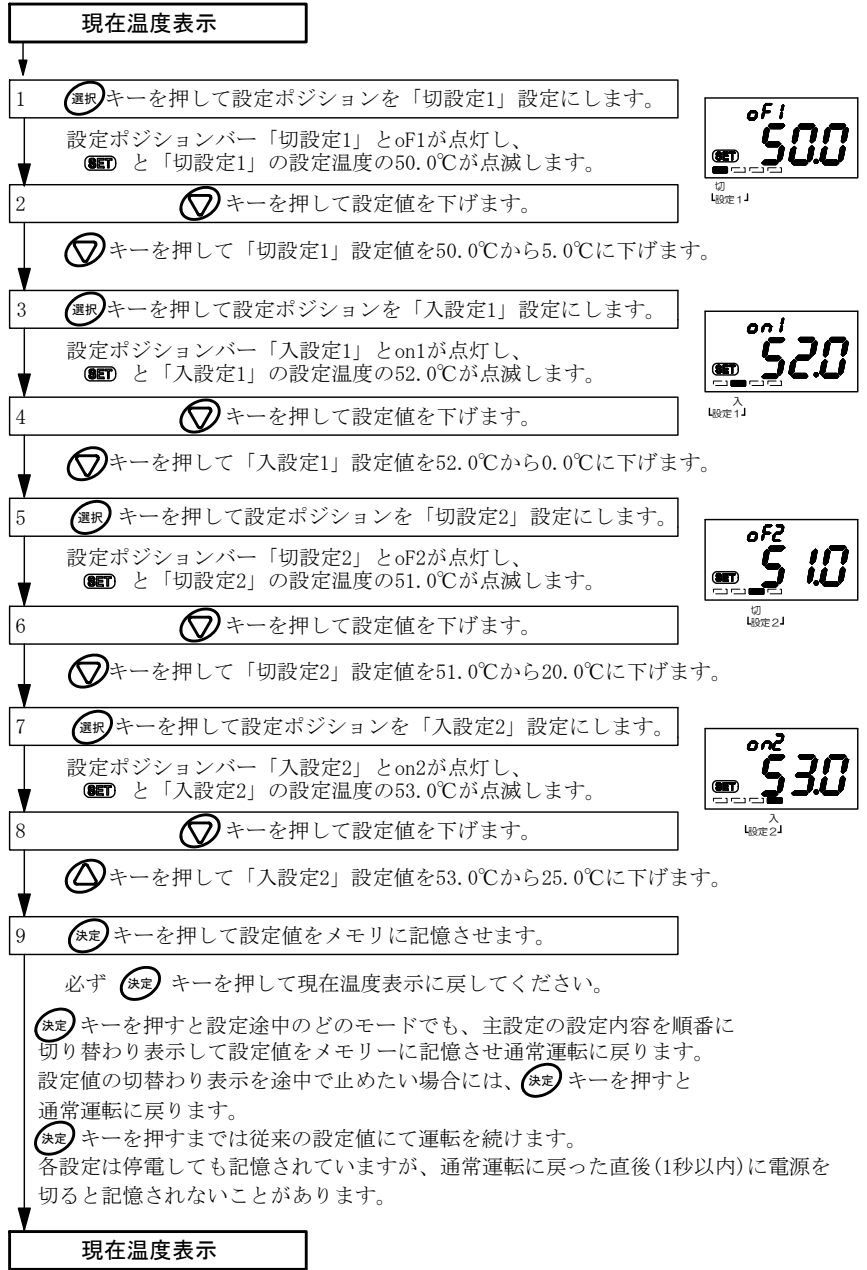 現在温度表示
1 選択キーを押して設定ポジションを「切設定1」設定にします。
設定ポジションバー「切設定1」とoF1が点灯し、
SET と「切設定1」の設定温度の50.0℃が点滅します。
oF1
SET 50.0
切
設定1
2 キーを押して設定値を下げます。
キーを押して「切設定1」設定値を50.0℃から5.0℃に下げます。
3 選択キーを押して設定ポジションを「入設定1」設定にします。
設定ポジションバー「入設定1」とon1が点灯し、
SET と「入設定1」の設定温度の52.0℃が点滅します。
on1
SET 52.0
入
設定1
4 キーを押して設定値を下げます。
キーを押して「入設定1」設定値を52.0℃から0.0℃に下げます。
5 選択 キーを押して設定ポジションを「切設定2」設定にします。
設定ポジションバー「切設定2」とoF2が点灯し、
SET と「切設定2」の設定温度の51.0℃が点滅します。
oF2
SET 51.0
切
設定2
6 キーを押して設定値を下げます。
キーを押して「切設定2」設定値を51.0℃から20.0℃に下げます。
7 選択キーを押して設定ポジションを「入設定2」設定にします。
設定ポジションバー「入設定2」とon2が点灯し、
SET と「入設定2」の設定温度の53.0℃が点滅します。
on2
SET 53.0
入
設定2
8 キーを押して設定値を下げます。
キーを押して「入設定2」設定値を53.0℃から25.0℃に下げます。
9 決定 キーを押して設定値をメモリに記憶させます。
必ず 決定 キーを押して現在温度表示に戻してください。
決定 キーを押すと設定途中のどのモードでも、主設定の設定内容を順番に
切り替わり表示して設定値をメモリーに記憶させ通常運転に戻ります。
設定値の切替わり表示を途中で止めたい場合には、決定 キーを押すと
通常運転に戻ります。
決定 キーを押すまでは従来の設定値にて運転を続けます。
各設定は停電しても記憶されていますが、通常運転に戻った直後(1秒以内)に電源を
切ると記憶されないことがあります。
現在温度表示